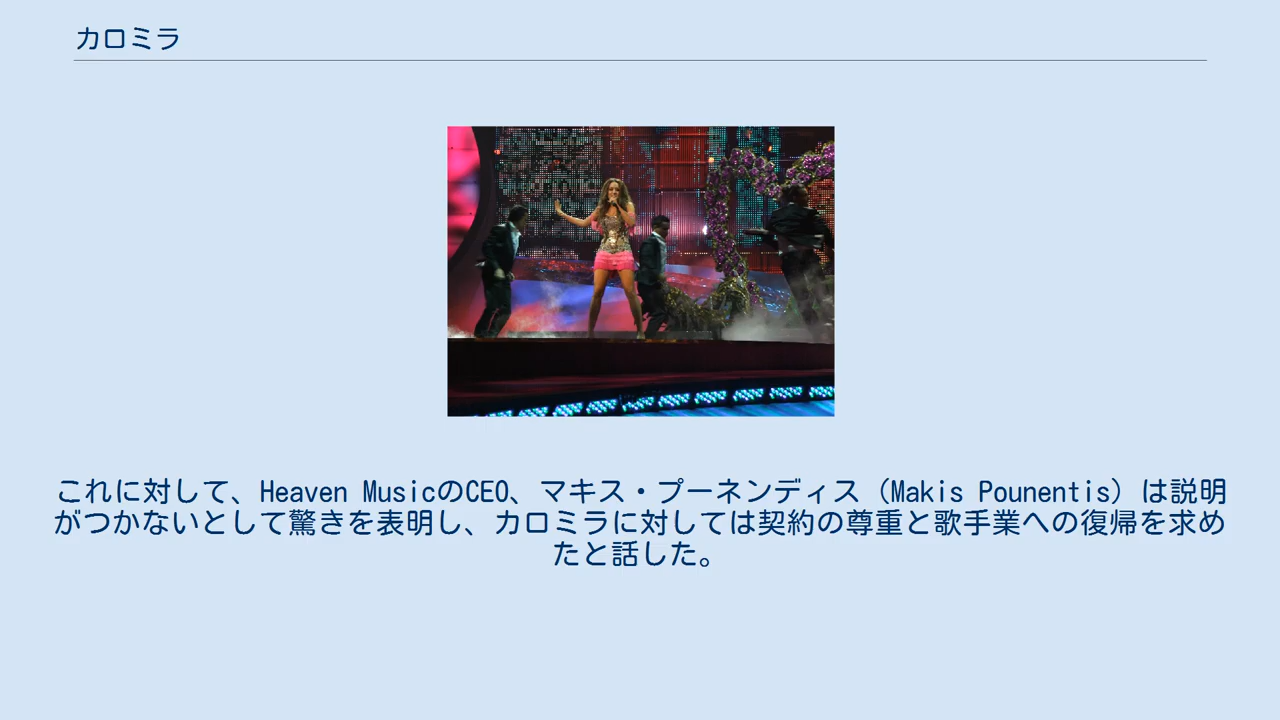 カロミラ
これに対して、Heaven MusicのCEO、マキス・プーネンディス（Makis Pounentis）は説明
がつかないとして驚きを表明し、カロミラに対しては契約の尊重と歌手業への復帰を求め
たと話した。